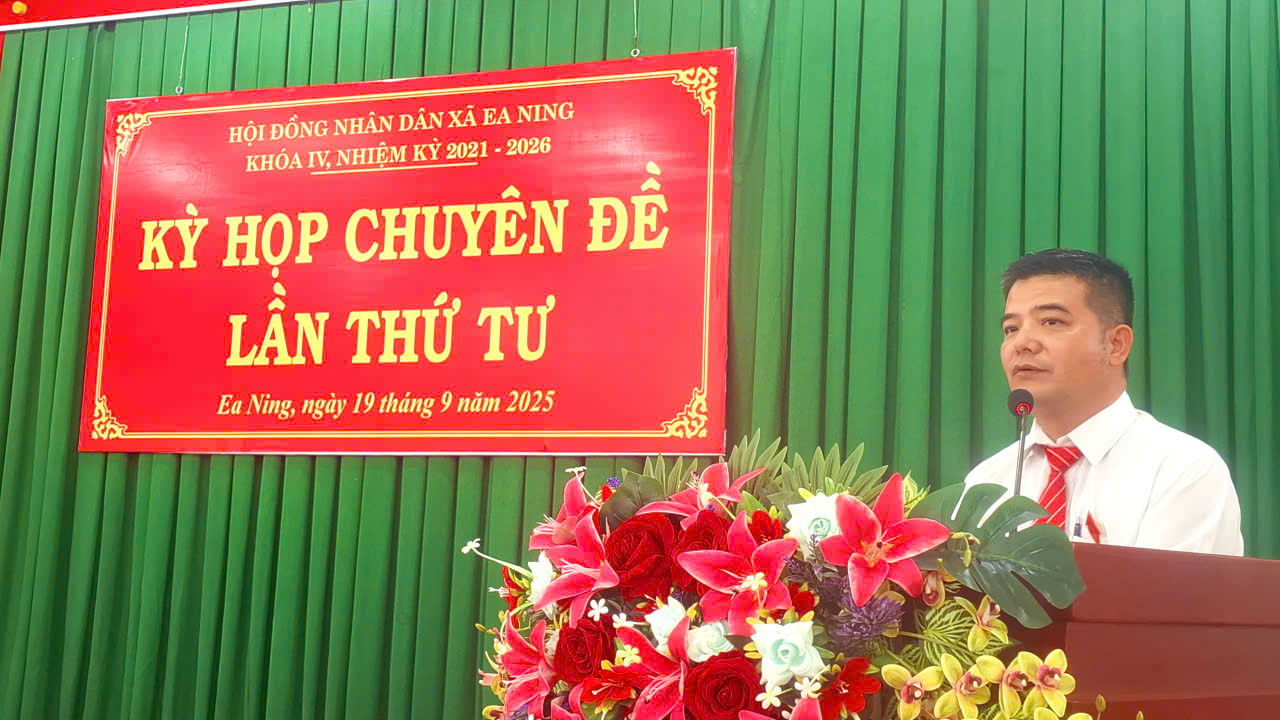 HỘI ĐỒNG NHÂN DÂN XÃ EA NING
KHÓA IV, NHIỆM KỲ 2021 - 2026
KỲ HỌP CHUYÊN ĐỀ
LẦN THỨ TƯ
Ea Ning, ngày 19 tháng 9 năm 2025